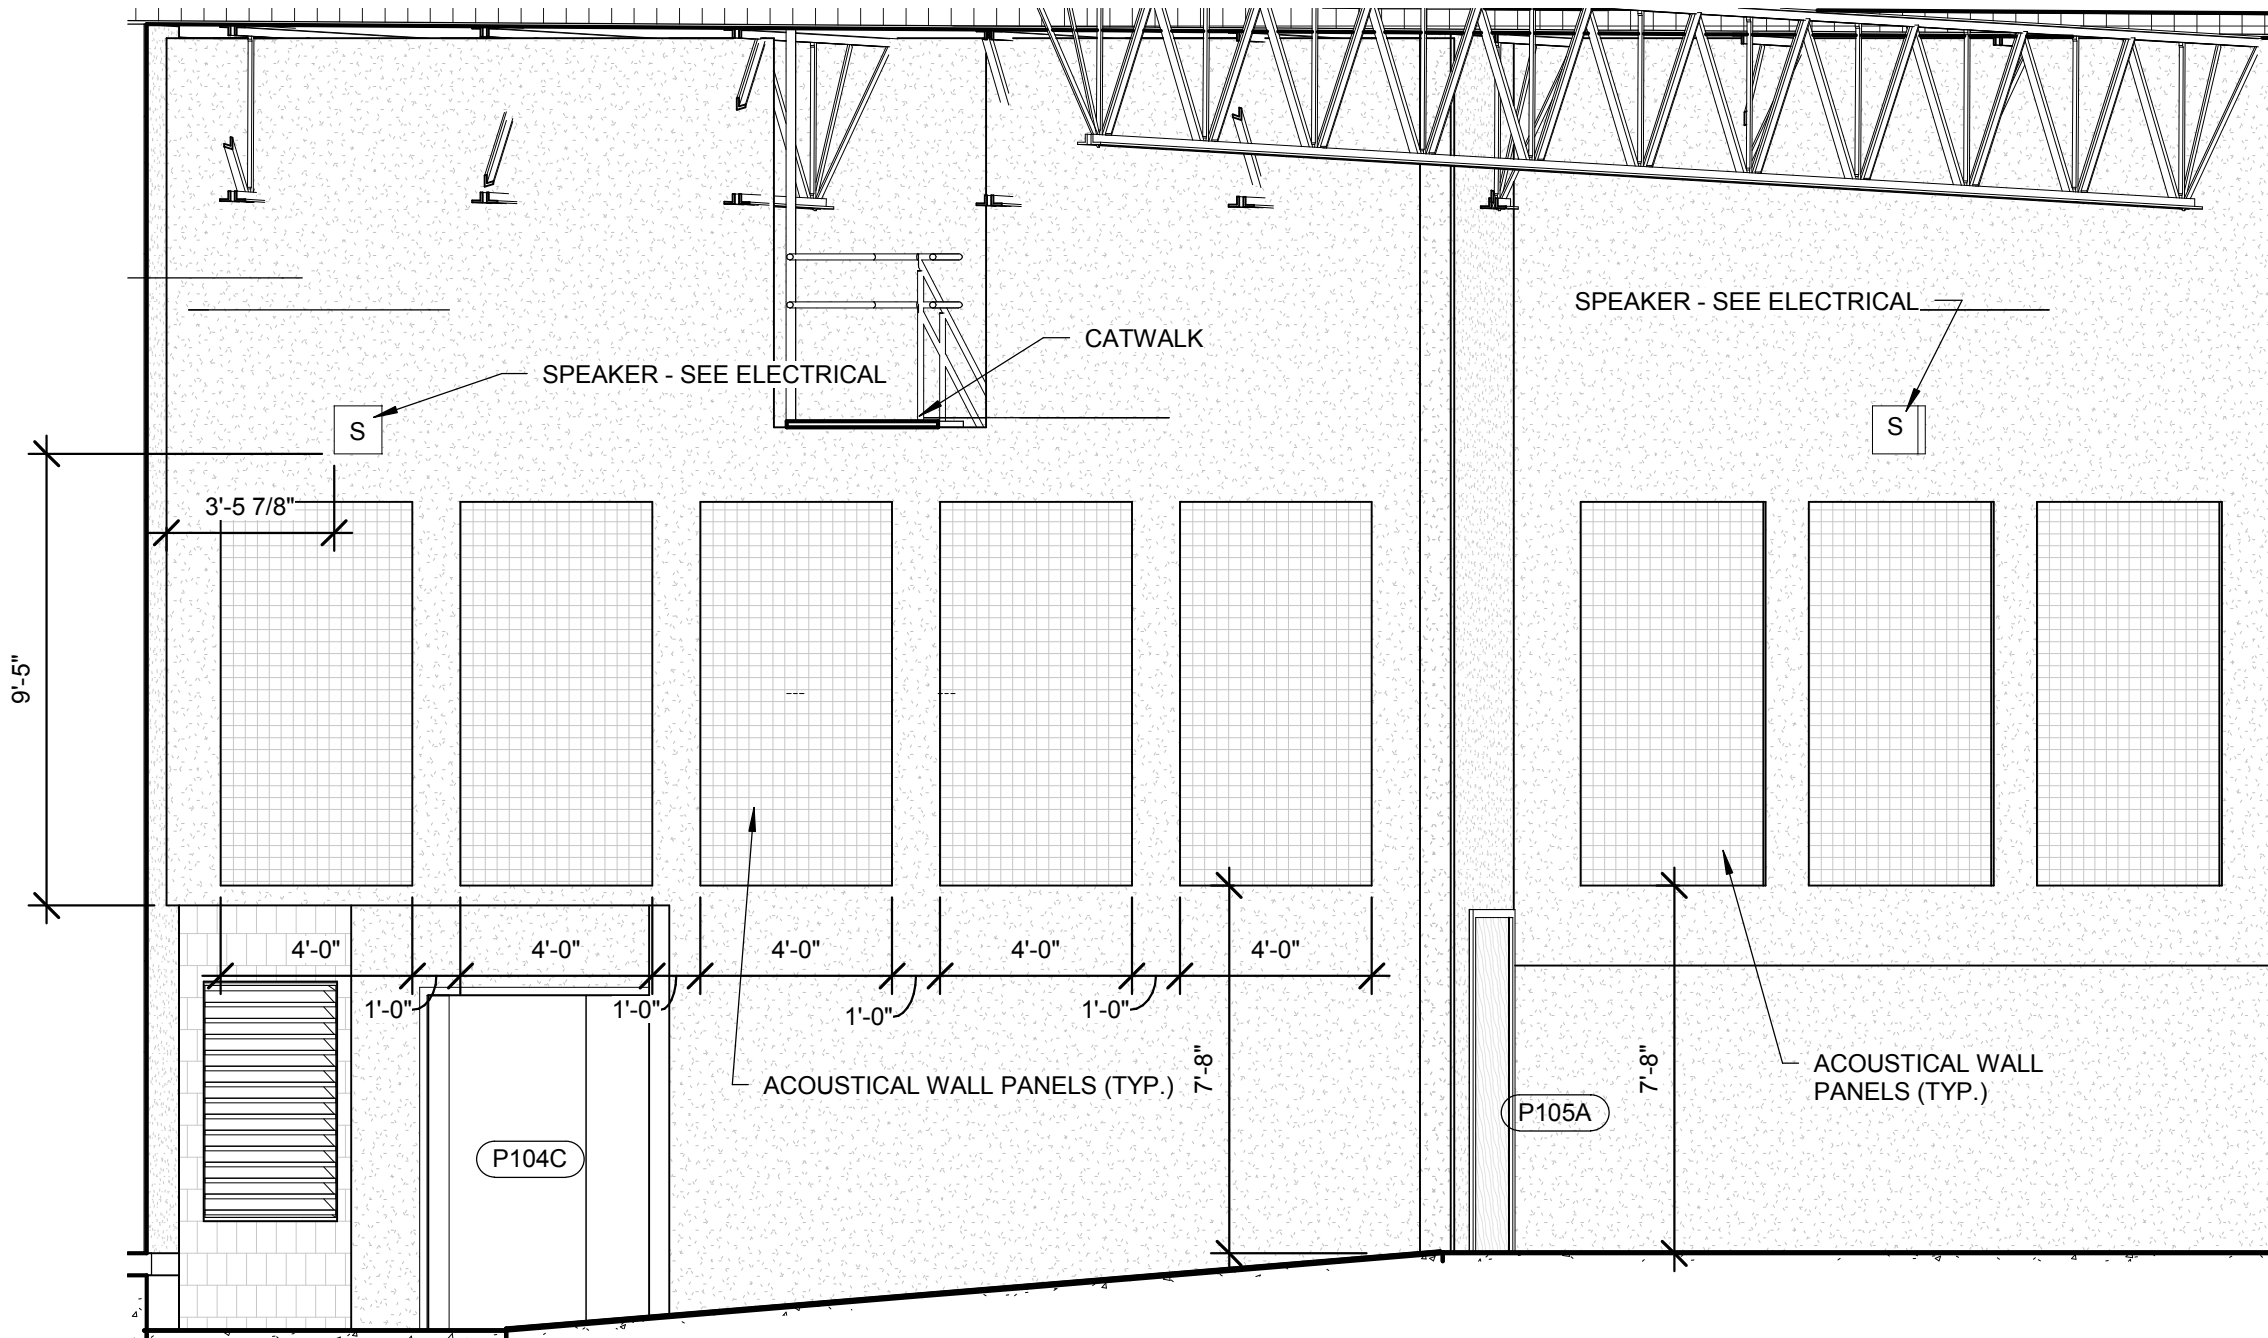 SPEAKER - SEE ELECTRICAL
CATWALK
SPEAKER - SEE ELECTRICAL
S
S
3'-5 7/8"
9'-5"
4'-0"
4'-0"
4'-0"
4'-0"
4'-0"
1'-0"
1'-0"
1'-0"
1'-0"
7'-8"
7'-8"
ACOUSTICAL WALL PANELS (TYP.)
ACOUSTICAL WALL
PANELS (TYP.)
P105A
P104C